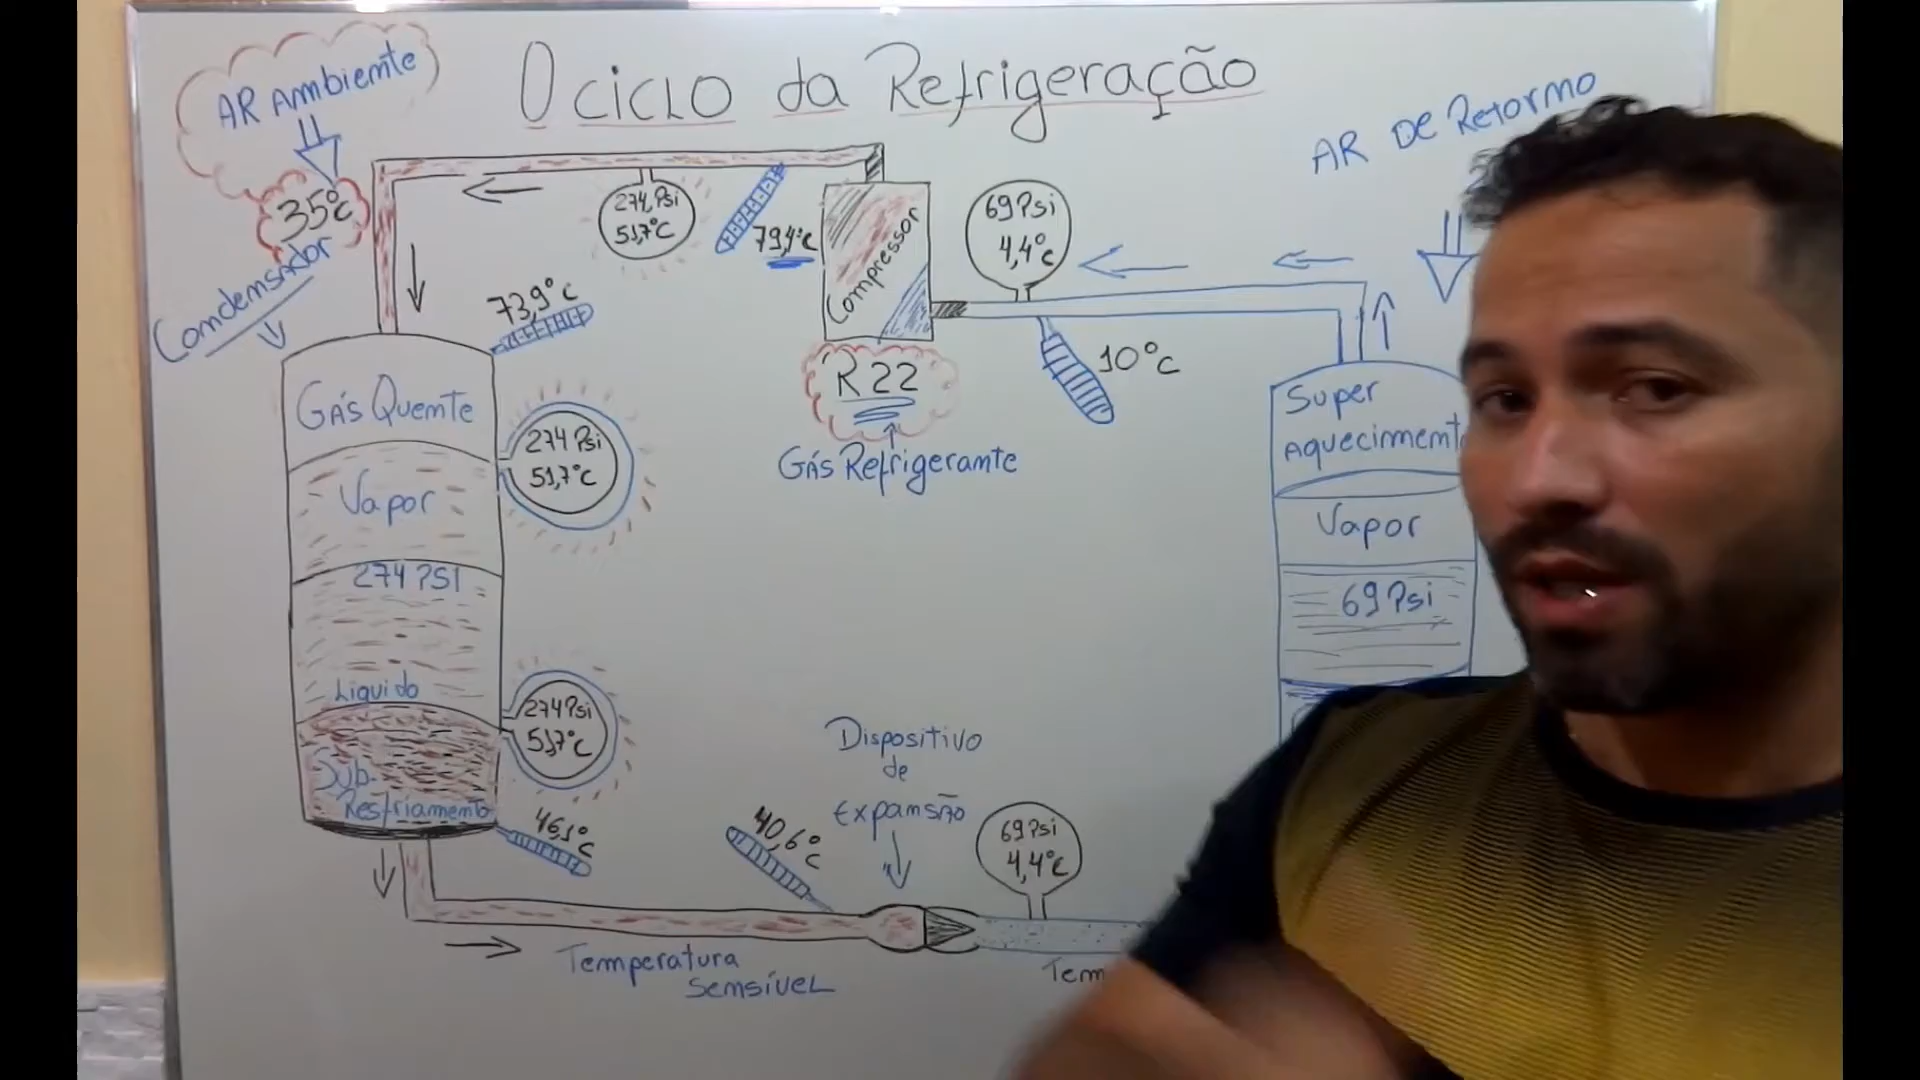 O ciclo da Refrigeração
AR Ambiente
35°c
Condensador
274 Psi
51,7°C
79,4°c
Compressor
69 Psi
4,4°c
AR De Retorno
10°c
R22
Gás Refrigerante
73,9°c
Gás Quente
Vapor
274 PSI
Líquido
Sub-
Resfriamento
274 Psi
51,7°C
274 Psi
51,7°C
46,1°c
Temperatura
Sensível
40,6°c
Dispositivo
de
Expansão
69 Psi
4,4°c
Super
Aquecimento
Vapor
69 Psi